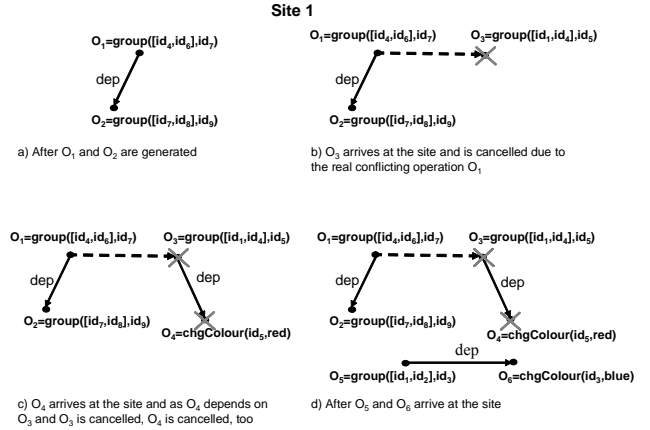 Site 1
O₁=group([id₄,id₆],id₇)
dep
O₂=group([id₇,id₈],id₉)
a) After O₁ and O₂ are generated
O₁=group([id₄,id₆],id₇)
O₃=group([id₁,id₄],id₅)
dep
O₂=group([id₇,id₈],id₉)
b) O₃ arrives at the site and is cancelled due to
the real conflicting operation O₁
O₁=group([id₄,id₆],id₇)
O₃=group([id₁,id₄],id₅)
dep
dep
O₂=group([id₇,id₈],id₉)
O₄=chgColour(id₅,red)
c) O₄ arrives at the site and as O₄ depends on
O₃ and O₃ is cancelled, O₄ is cancelled, too
O₁=group([id₄,id₆],id₇)
O₃=group([id₁,id₄],id₅)
dep
dep
O₂=group([id₇,id₈],id₉)
O₄=chgColour(id₅,red)
dep
O₅=group([id₁,id₂],id₃)
O₆=chgColour(id₃,blue)
d) After O₅ and O₆ arrive at the site